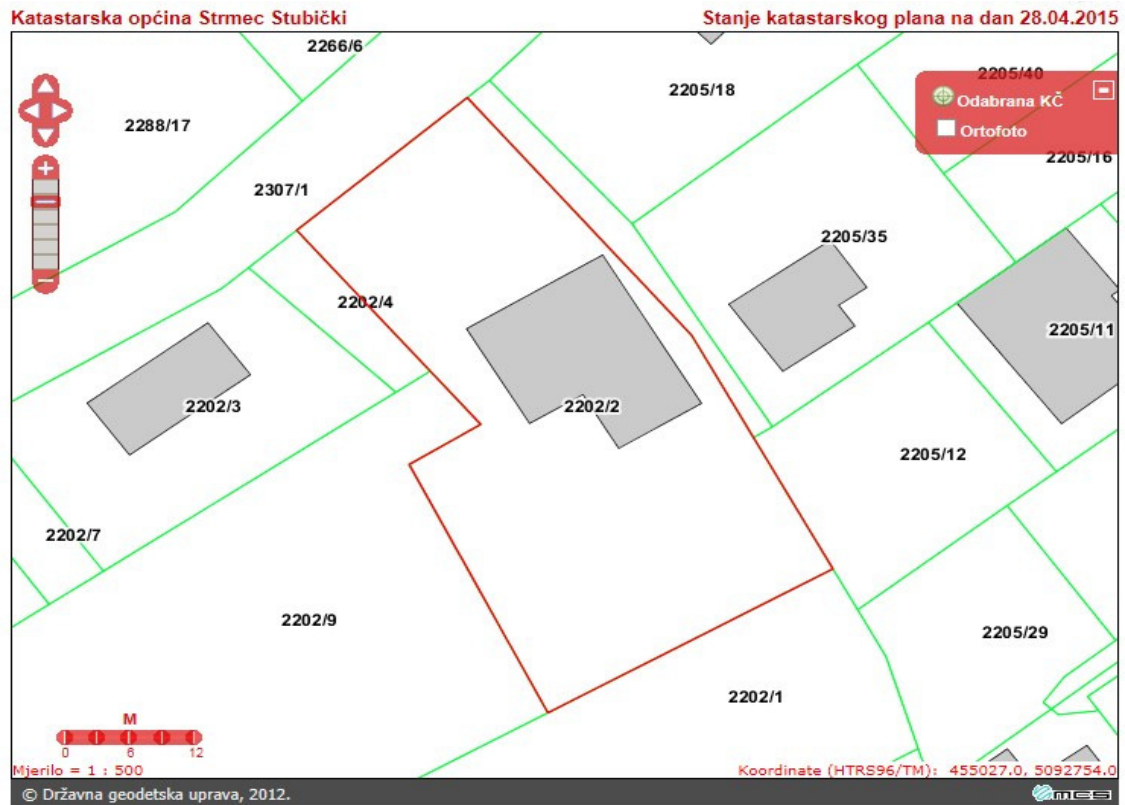 Katastarska općina Strmec Stubički
Stanje katastarskog plana na dan 28.04.2015
2266/6
2205/18
2205/40
Odabrana KČ
Ortofoto
2288/17
2205/16
2307/1
2205/35
2202/4
2205/11
2202/3
2202/2
2205/12
2202/7
2202/9
2205/29
2202/1
M
0 6 12
Mjerilo = 1 : 500
Koordinate (HTRS96/TM): 455027.0, 5092754.0
© Državna geodetska uprava, 2012.
mcs